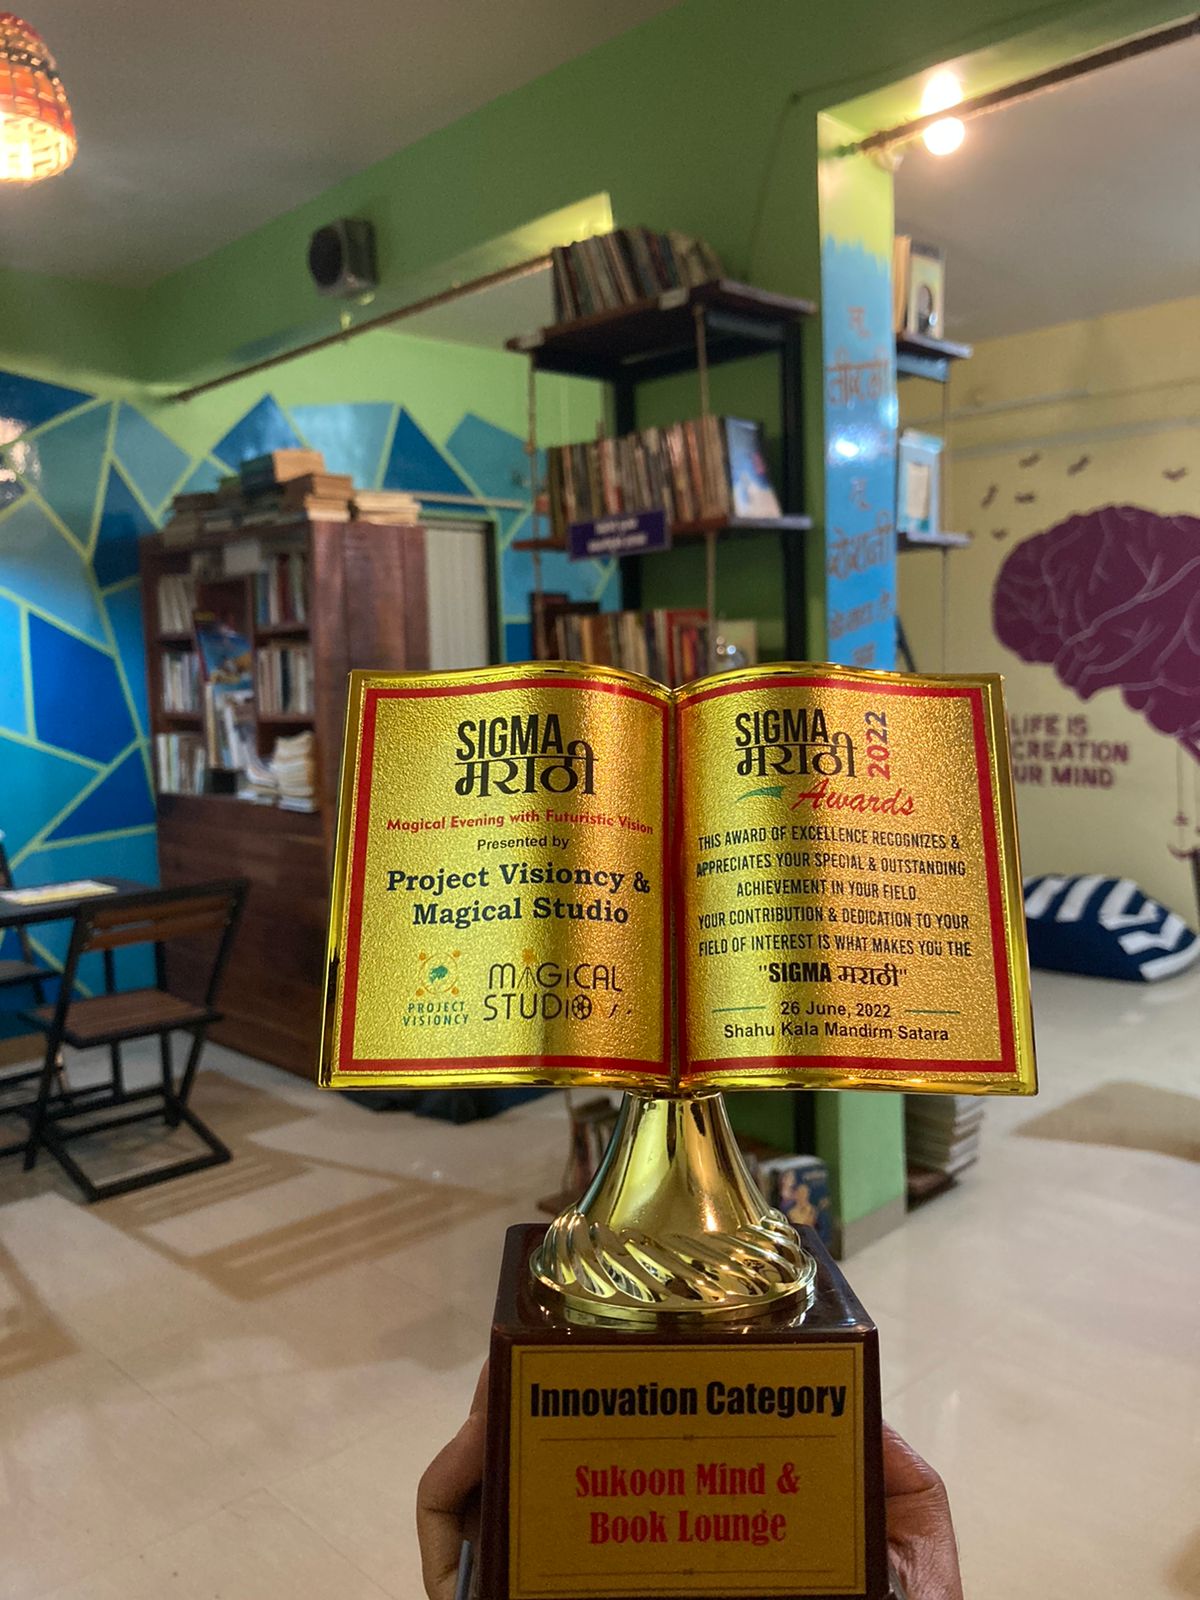 SIGMA
मराठी
Magical Evening with Futuristic Vision
Presented by
Project Visioncy &
Magical Studio
PROJECT
VISIONCY
MAGICAL
STUDIO
SIGMA
मराठी 2022
Awards
THIS AWARD OF EXCELLENCE RECOGNIZES &
APPRECIATES YOUR SPECIAL & OUTSTANDING
ACHIEVEMENT IN YOUR FIELD.
YOUR CONTRIBUTION & DEDICATION TO YOUR
FIELD OF INTEREST IS WHAT MAKES YOU THE
"SIGMA मराठी"
26 June, 2022
Shahu Kala Mandirm Satara
Innovation Category
Sukoon Mind &
Book Lounge
LIFE IS
CREATION
UR MIND